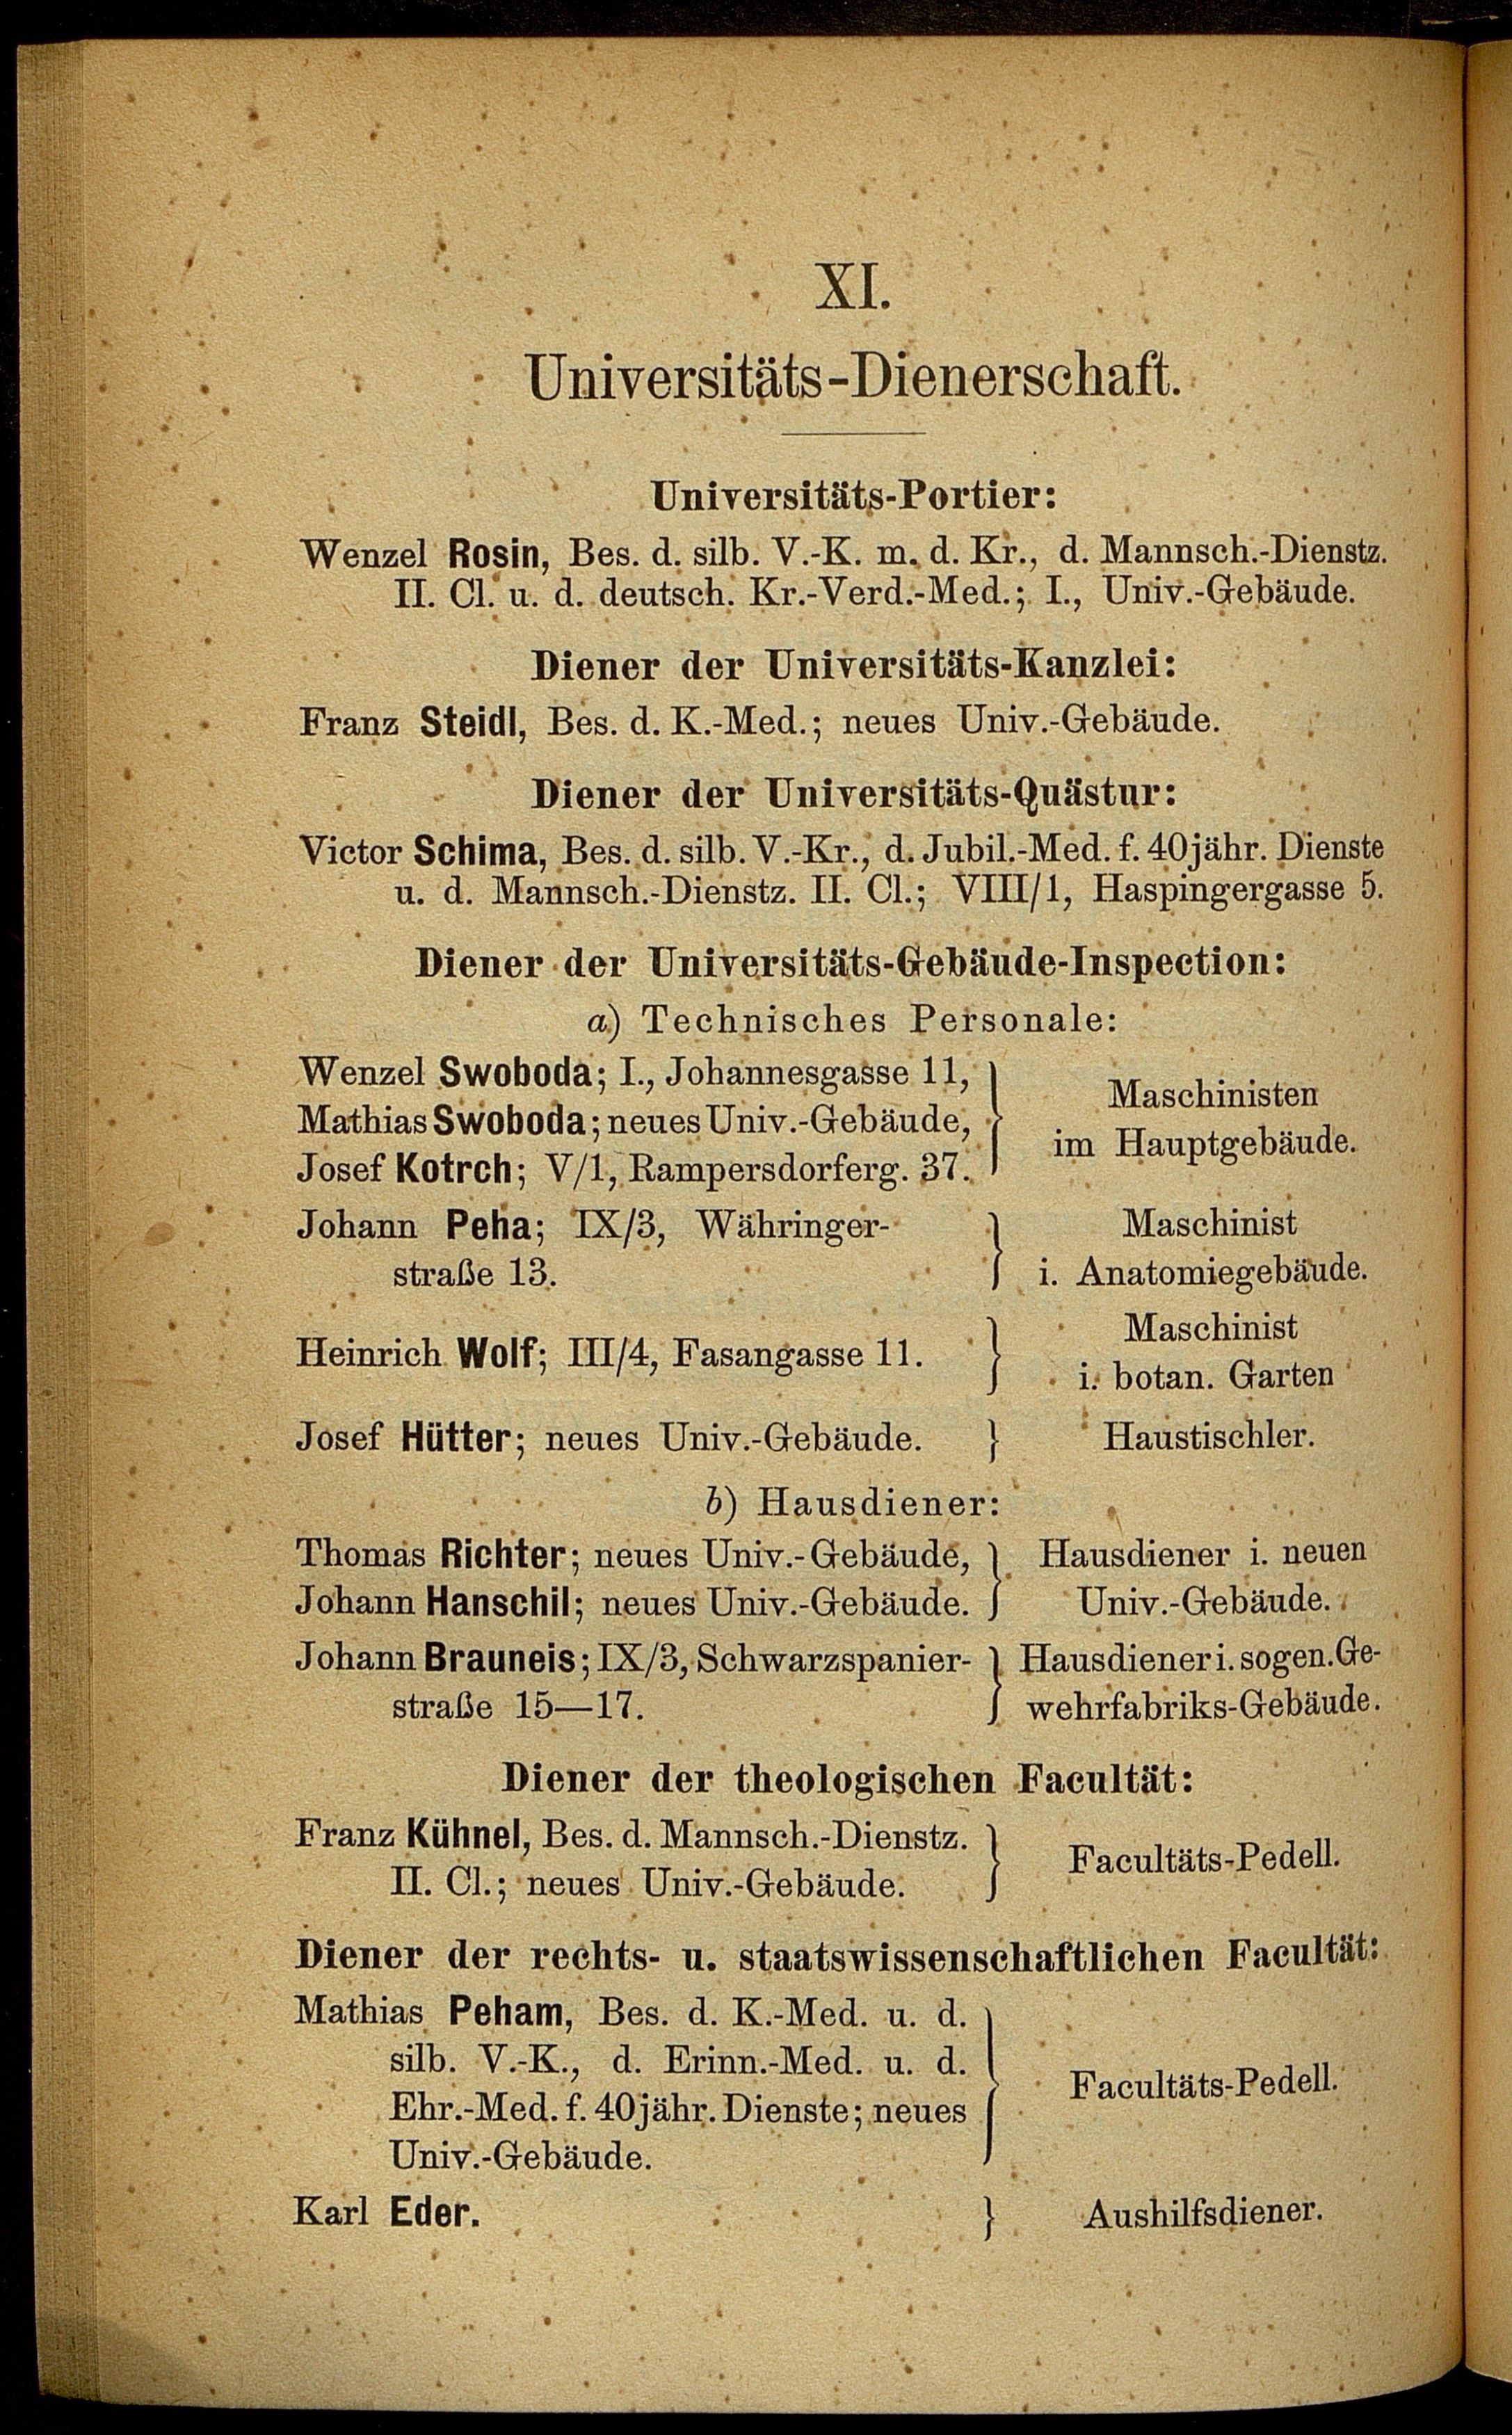 XI.
Universitäts-Dienerschaft.
Universitäts-Portier:
Wenzel Rosin, Bes. d. silb. V.-K. m. d. Kr., d. Mannsch.-Dienstz.
II. Cl. u. d. deutsch. Kr.-Verd.-Med.; I., Univ.-Gebäude.
Diener der Universitäts-Kanzlei:
Franz Steidl, Bes. d. K.-Med.; neues Univ.-Gebäude.
Diener der Universitäts-Quästur:
Victor Schima, Bes. d. silb. V.-Kr., d. Jubil.-Med. f. 40jähr. Dienste
u. d. Mannsch.-Dienstz. II. Cl.; VIII/1, Haspingergasse 5.
Diener der Universitäts-Gebäude-Inspection:
a) Technisches Personale:
Wenzel Swoboda; I., Johannesgasse 11,
Mathias Swoboda; neues Univ.-Gebäude,
Josef Kotrch; V/1, Rampersdorferg. 37.
} Maschinisten
im Hauptgebäude.
Johann Peha; IX/3, Währinger-
straße 13.
} Maschinist
i. Anatomiegebäude.
Heinrich Wolf; III/4, Fasangasse 11.
} Maschinist
i. botan. Garten
Josef Hütter; neues Univ.-Gebäude. } Haustischler.
b) Hausdiener:
Thomas Richter; neues Univ.-Gebäude,
Johann Hanschil; neues Univ.-Gebäude.
} Hausdiener i. neuen
Univ.-Gebäude.
Johann Brauneis; IX/3, Schwarzspanier-
straße 15—17.
} Hausdiener i. sogen. Ge-
wehrfabriks-Gebäude.
Diener der theologischen Facultät:
Franz Kühnel, Bes. d. Mannsch.-Dienstz.
II. Cl.; neues Univ.-Gebäude.
} Facultäts-Pedell.
Diener der rechts- u. staatswissenschaftlichen Facultät:
Mathias Peham, Bes. d. K.-Med. u. d.
silb. V.-K., d. Erinn.-Med. u. d.
Ehr.-Med. f. 40jähr. Dienste; neues
Univ.-Gebäude.
} Facultäts-Pedell.
Karl Eder. } Aushilfsdiener.